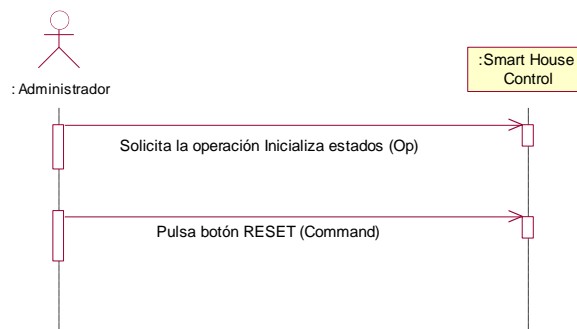 :Smart House
Control
: Administrador
Solicita la operación Inicializa estados (Op)
Pulsa botón RESET (Command)